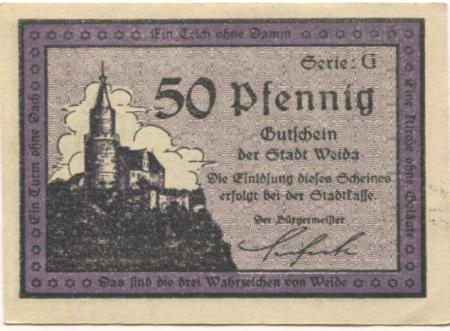 Ein Teich ohne Damm
Ein Turm ohne Dach
Eine Kirche ohne Geläute
Serie: G
50 Pfennig
Gutschein
der Stadt Weida
Die Einlösung dieses Scheines
erfolgt bei der Stadtkasse.
Der Bürgermeister
Das sind die drei Wahrzeichen von Weida